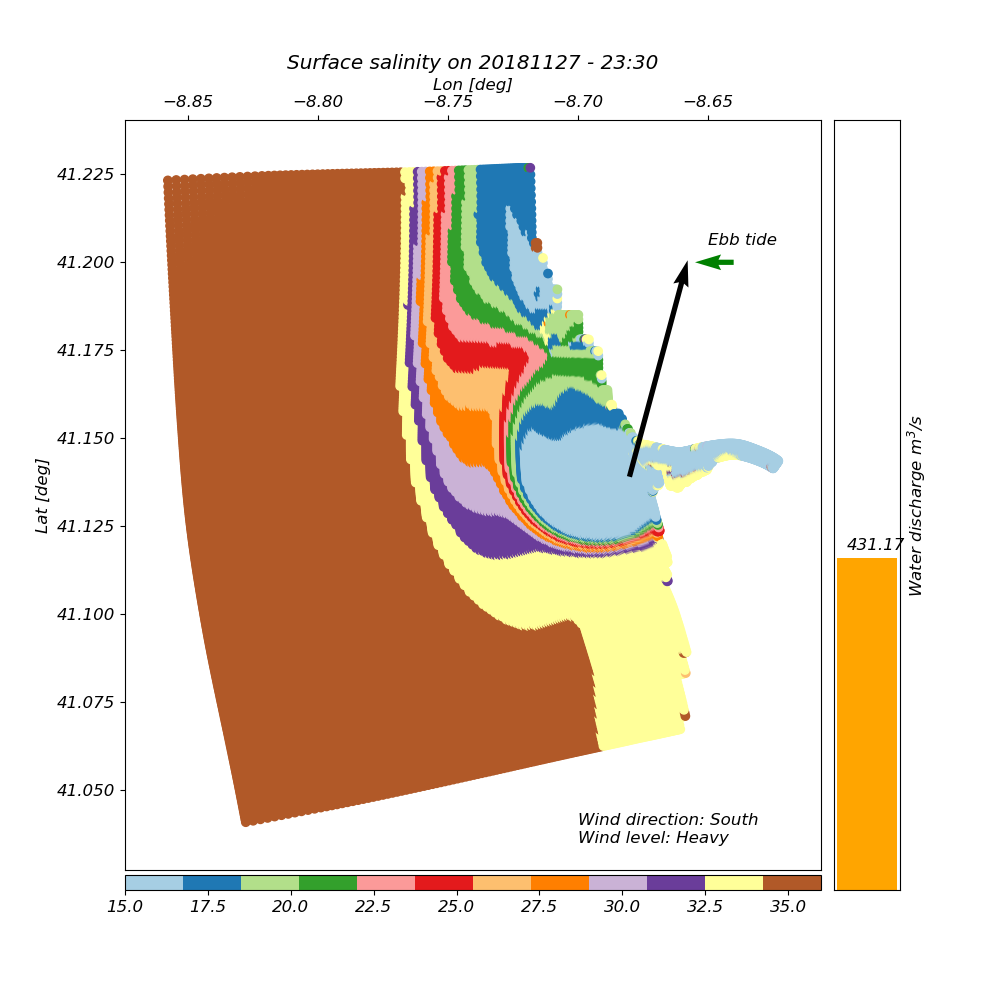 Surface salinity on 20181127 - 23:30
Lon [deg]
−8.85 −8.80 −8.75 −8.70 −8.65
41.225
41.200
41.175
41.150
41.125
41.100
41.075
41.050
Lat [deg]
Ebb tide
431.17
Water discharge m³/s
Wind direction: South
Wind level: Heavy
15.0 17.5 20.0 22.5 25.0 27.5 30.0 32.5 35.0